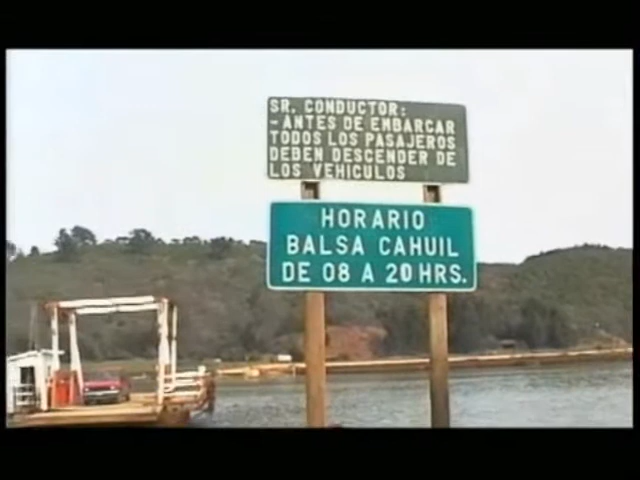 SR. CONDUCTOR:
-ANTES DE EMBARCAR
TODOS LOS PASAJEROS
DEBEN DESCENDER DE
LOS VEHICULOS
HORARIO
BALSA CAHUIL
DE 08 A 20 HRS.